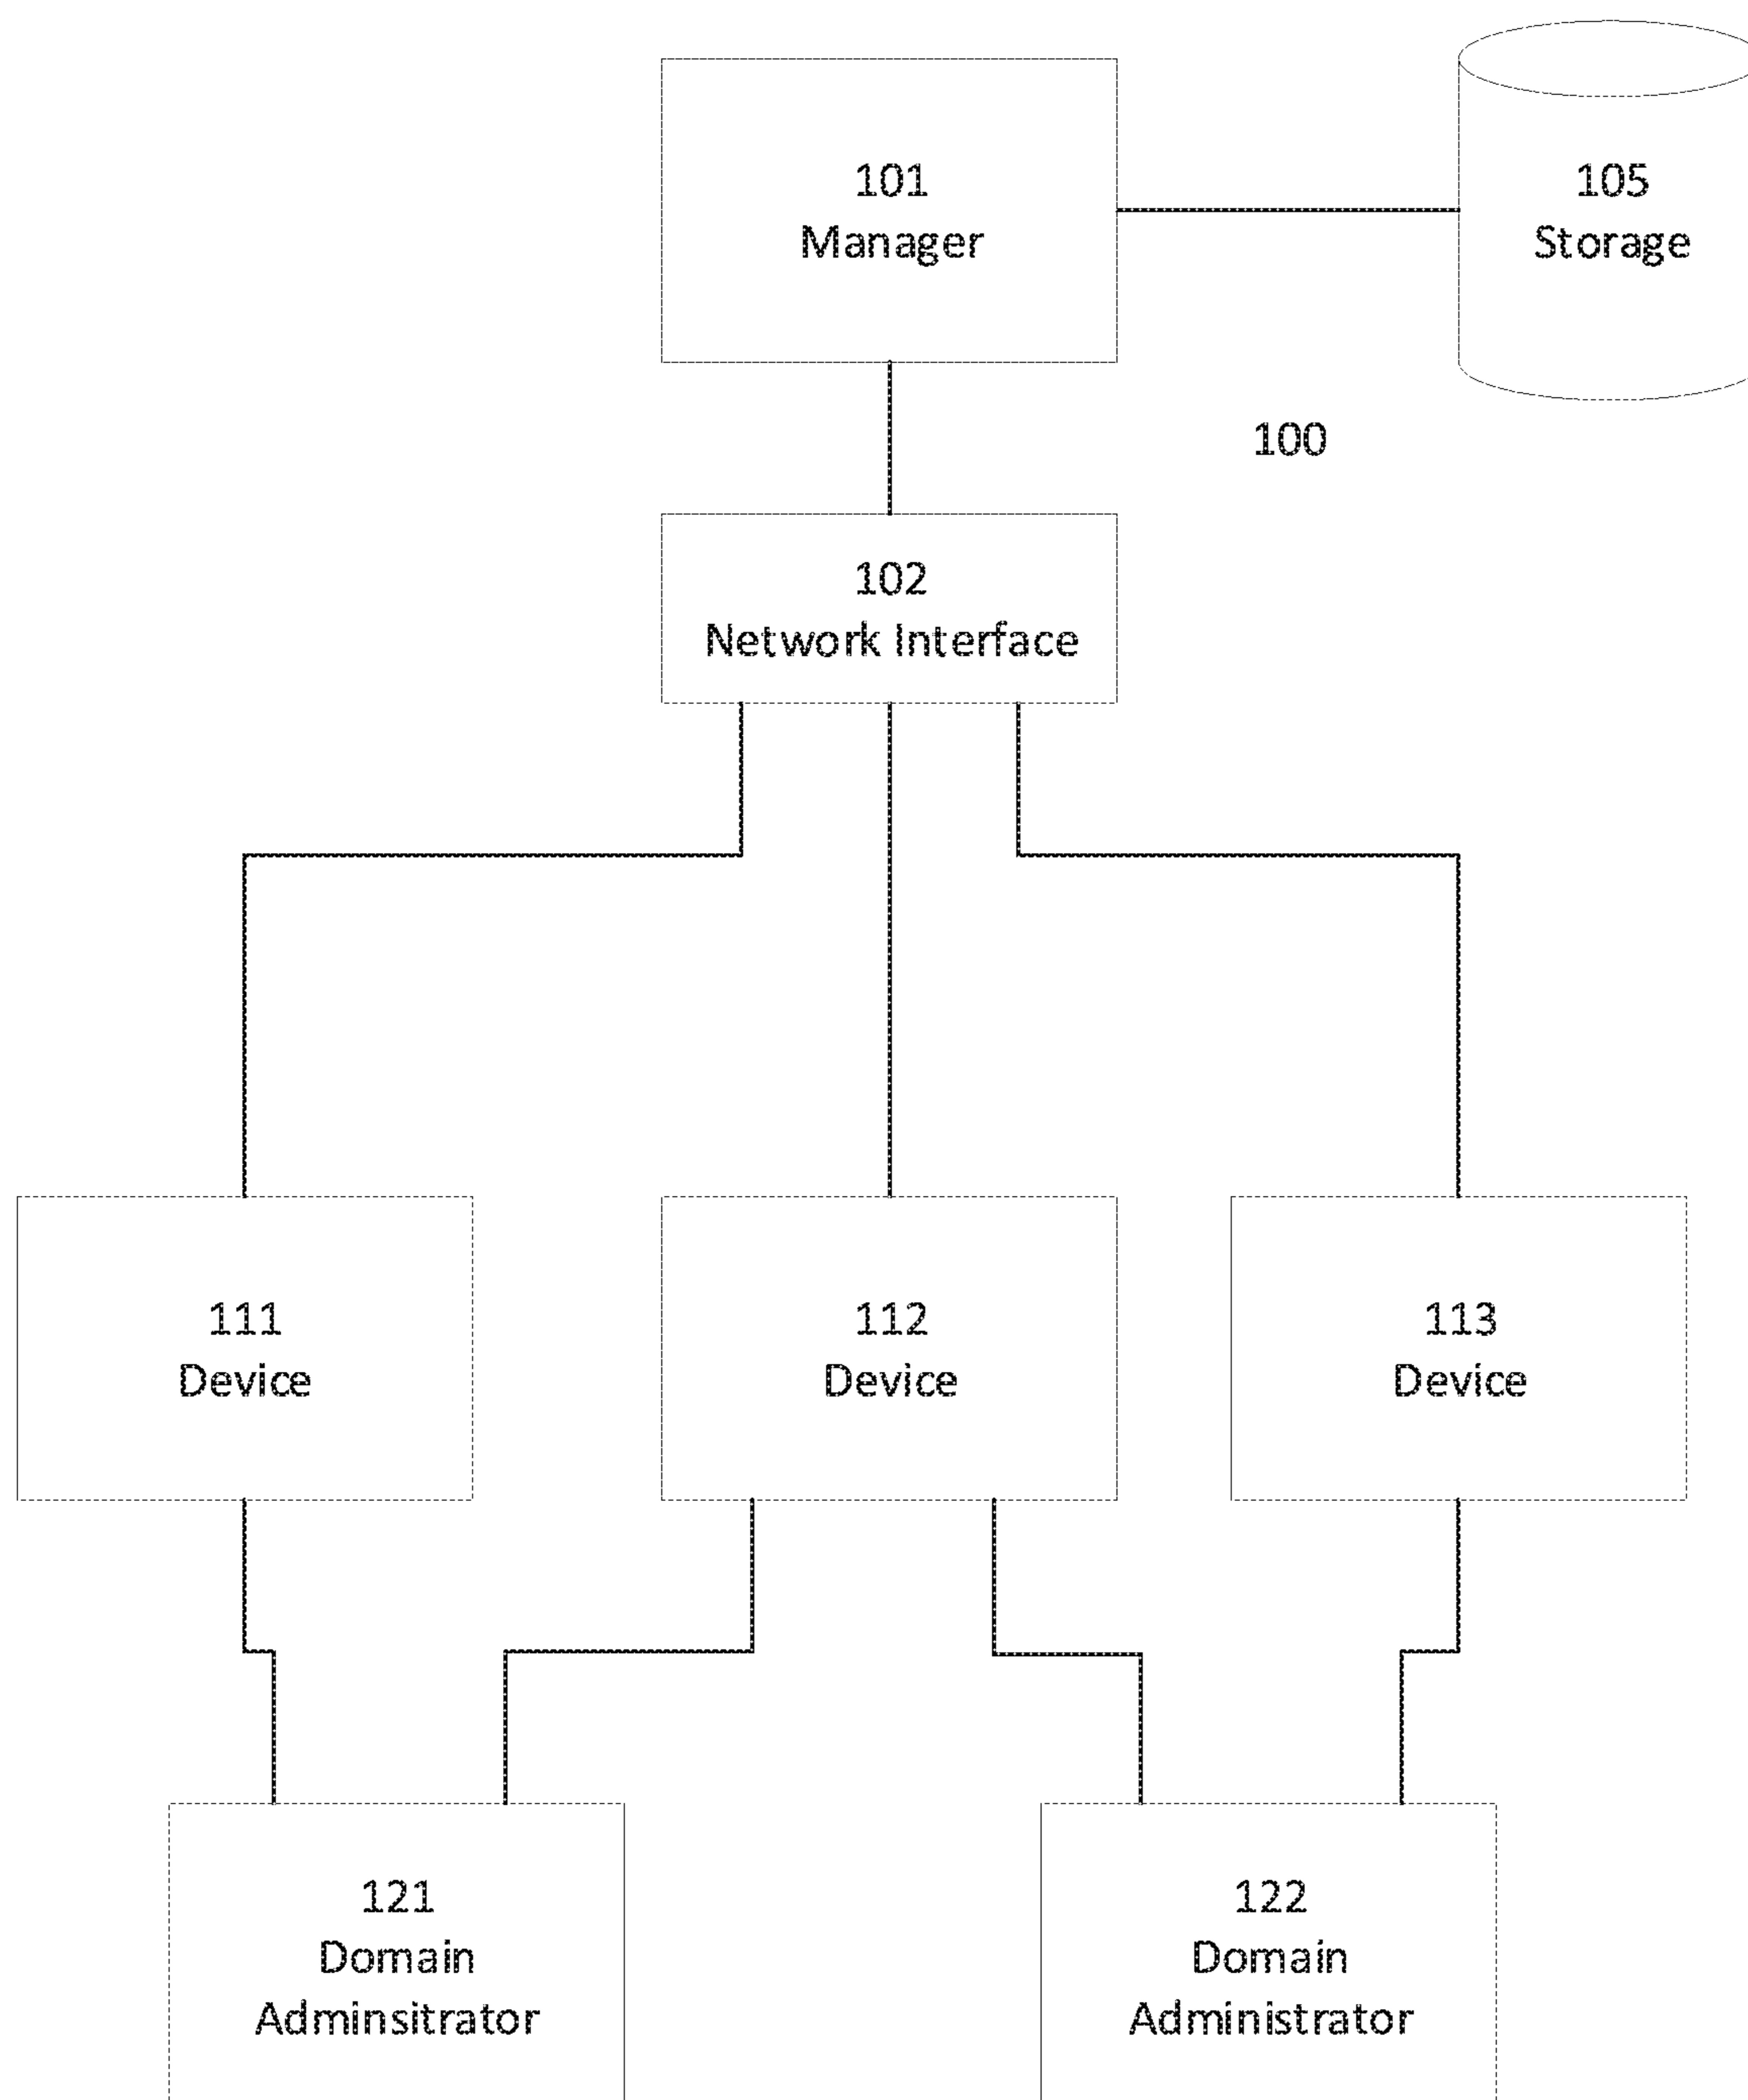 101
Manager
105
Storage
100
102
Network Interface
111
Device
112
Device
113
Device
121
Domain
Adminsitrator
122
Domain
Administrator